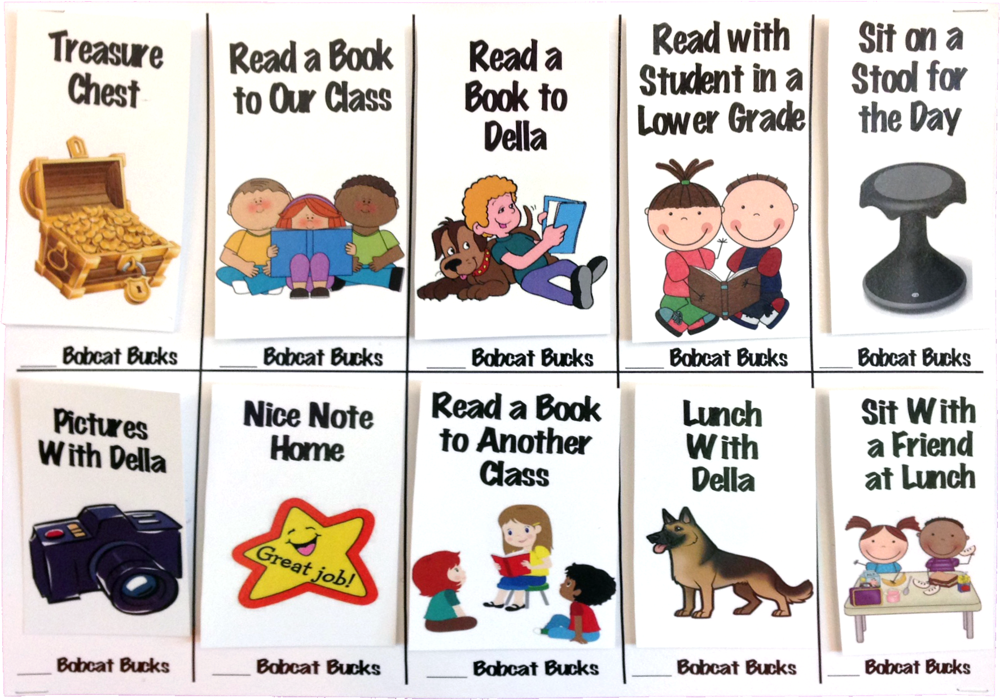 Treasure
Chest
Read a Book
to Our Class
Read a
Book to
Della
Read with
Student in a
Lower Grade
Sit on a
Stool for
the Day
____ Bobcat Bucks
____ Bobcat Bucks
____ Bobcat Bucks
____ Bobcat Bucks
____ Bobcat Bucks
Pictures
With Della
Nice Note
Home
Great job!
Read a Book
to Another
Class
Lunch
With
Della
Sit With
a Friend
at Lunch
____ Bobcat Bucks
____ Bobcat Bucks
____ Bobcat Bucks
____ Bobcat Bucks
____ Bobcat Bucks